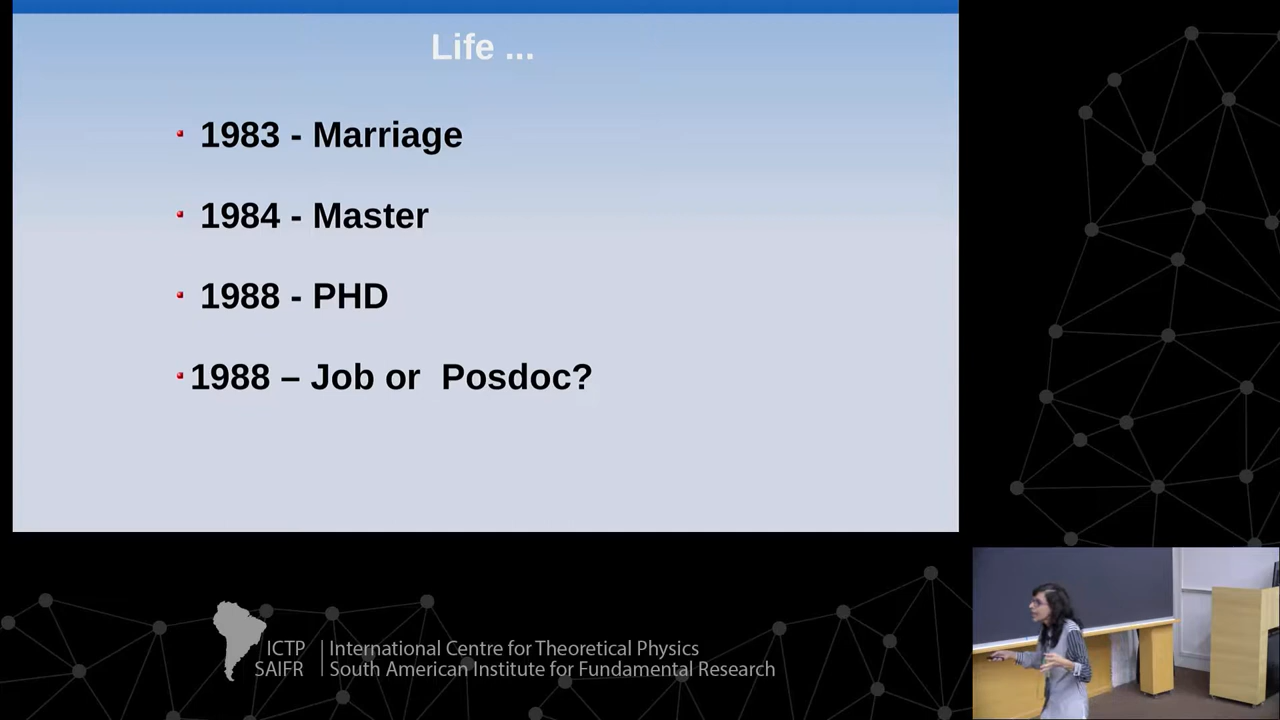 Life ...
1983 - Marriage
1984 - Master
1988 - PHD
1988 – Job or Posdoc?
ICTP
SAIFR
International Centre for Theoretical Physics
South American Institute for Fundamental Research